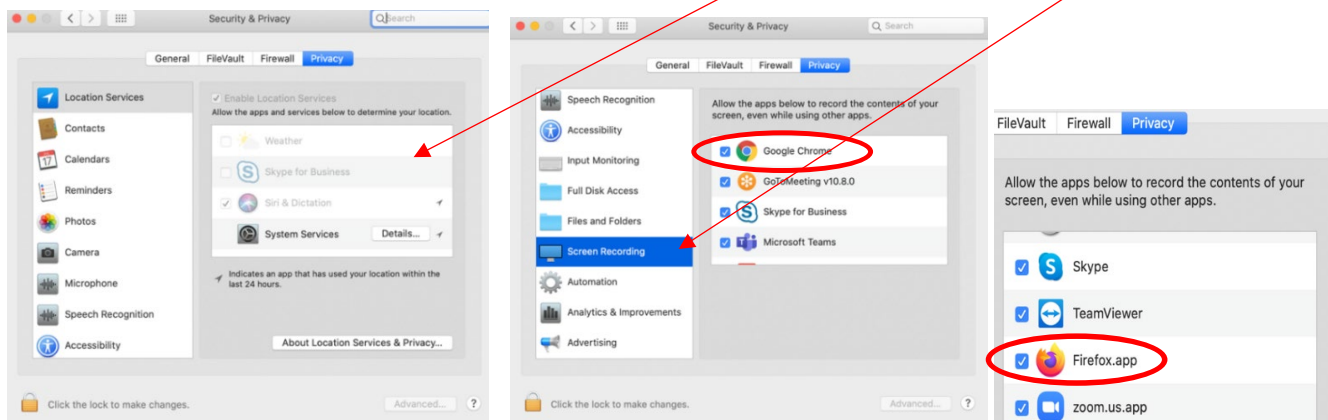 Security & Privacy
Search
General FileVault Firewall Privacy
Location Services
Contacts
17
Calendars
Reminders
Photos
Camera
Microphone
Speech Recognition
Accessibility
Enable Location Services
Allow the apps and services below to determine your location.
Weather
Skype for Business
Siri & Dictation
System Services Details...
Indicates an app that has used your location within the
last 24 hours.
About Location Services & Privacy...
Click the lock to make changes.
Advanced... ?
Security & Privacy
Search
General FileVault Firewall Privacy
Speech Recognition
Accessibility
Input Monitoring
Full Disk Access
Files and Folders
Screen Recording
Automation
Analytics & Improvements
Advertising
Allow the apps below to record the contents of your
screen, even while using other apps.
Google Chrome
GoToMeeting v10.8.0
Skype for Business
Microsoft Teams
Click the lock to make changes.
Advanced... ?
FileVault Firewall Privacy
Allow the apps below to record the contents of your
screen, even while using other apps.
Skype
TeamViewer
Firefox.app
zoom.us.app